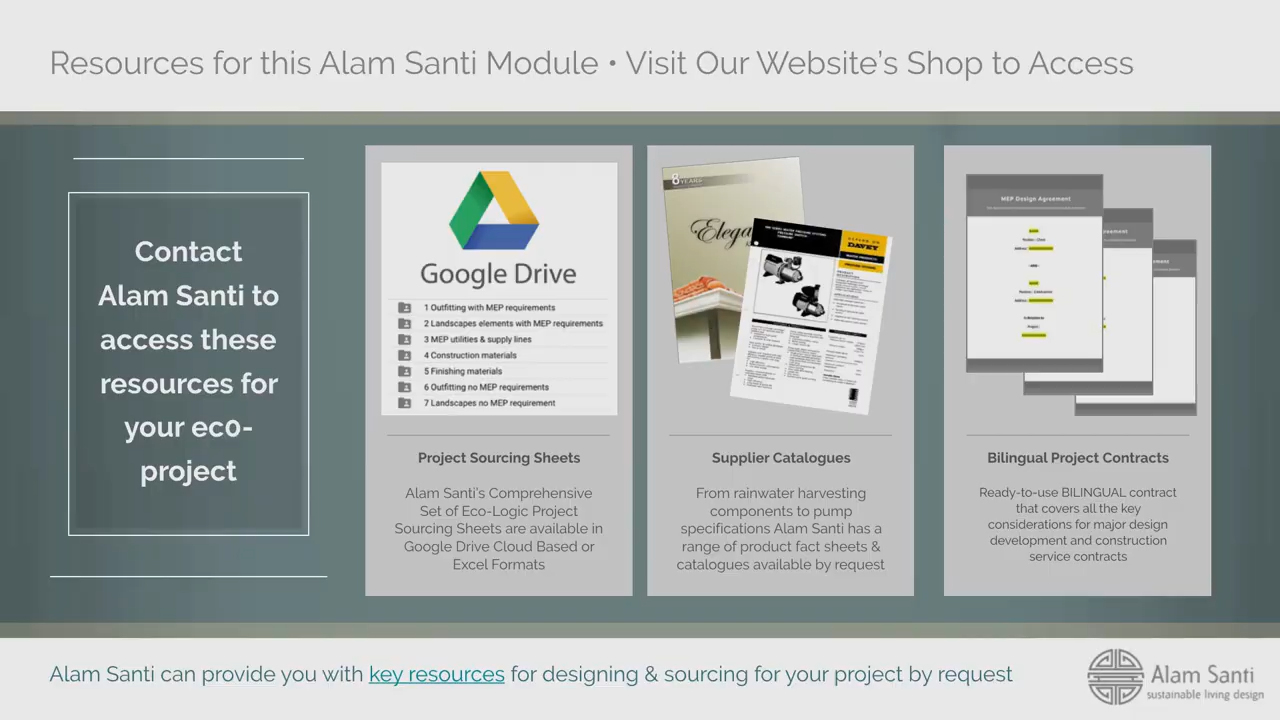 Resources for this Alam Santi Module • Visit Our Website's Shop to Access
Contact
Alam Santi to
access these
resources for
your ec0-
project
Google Drive
1 Outfitting with MEP requirements
2 Landscapes elements with MEP requirements
3 MEP utilities & supply lines
4 Construction materials
5 Finishing materials
6 Outfitting no MEP requirements
7 Landscapes no MEP requirement
Project Sourcing Sheets
Alam Santi's Comprehensive
Set of Eco-Logic Project
Sourcing Sheets are available in
Google Drive Cloud Based or
Excel Formats
8
YEARS
Elega
DAVEY
Supplier Catalogues
From rainwater harvesting
components to pump
specifications Alam Santi has a
range of product fact sheets &
catalogues available by request
MEP Design Agreement
Bilingual Project Contracts
Ready-to-use BILINGUAL contract
that covers all the key
considerations for major design
development and construction
service contracts
Alam Santi can provide you with key resources for designing & sourcing for your project by request
Alam Santi
sustainable living design